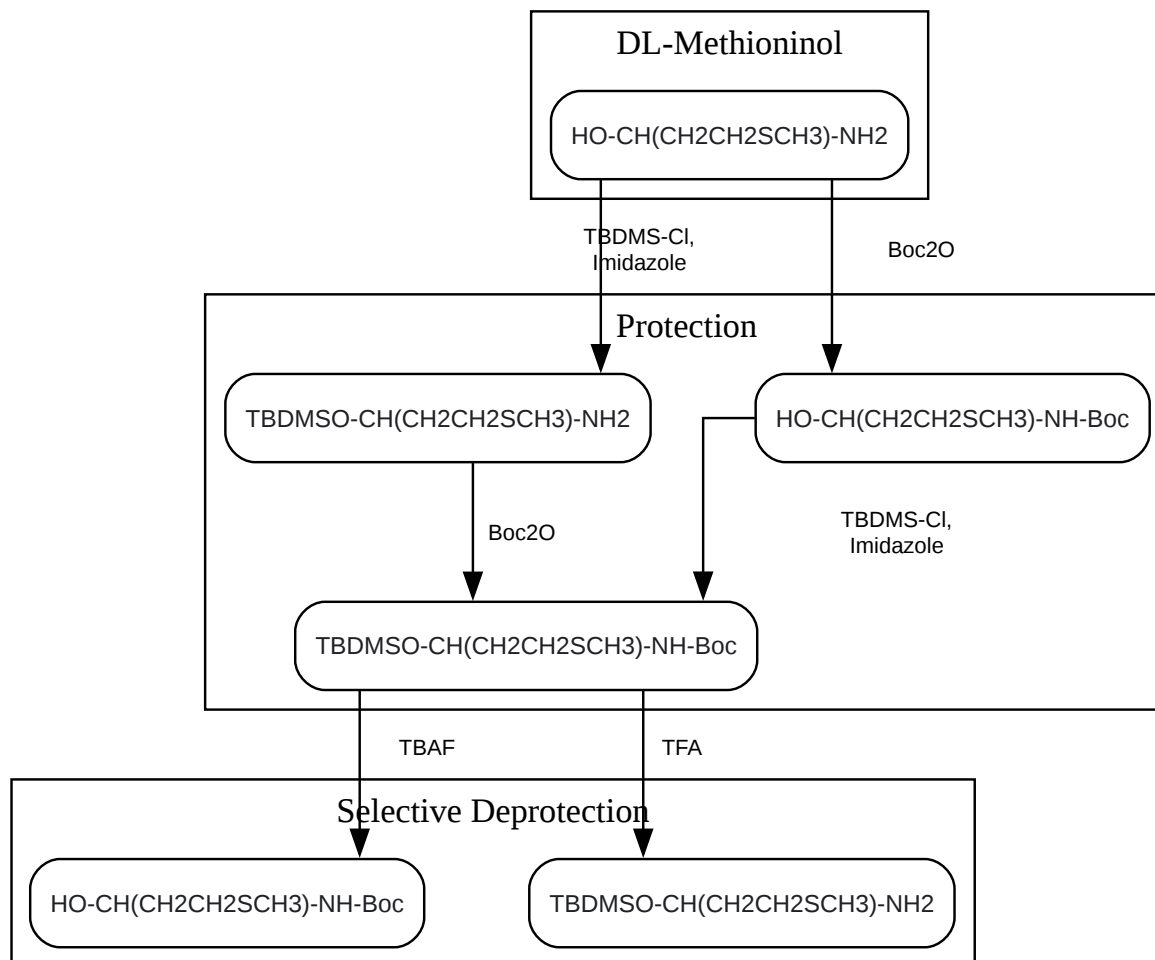 DL-Methioninol
HO-CH(CH2CH2SCH3)-NH2
TBDMS-Cl,
Imidazole
Boc2O
Protection
TBDMSO-CH(CH2CH2SCH3)-NH2
HO-CH(CH2CH2SCH3)-NH-Boc
Boc2O
TBDMS-Cl,
Imidazole
TBDMSO-CH(CH2CH2SCH3)-NH-Boc
TBAF
TFA
Selective Deprotection
HO-CH(CH2CH2SCH3)-NH-Boc
TBDMSO-CH(CH2CH2SCH3)-NH2